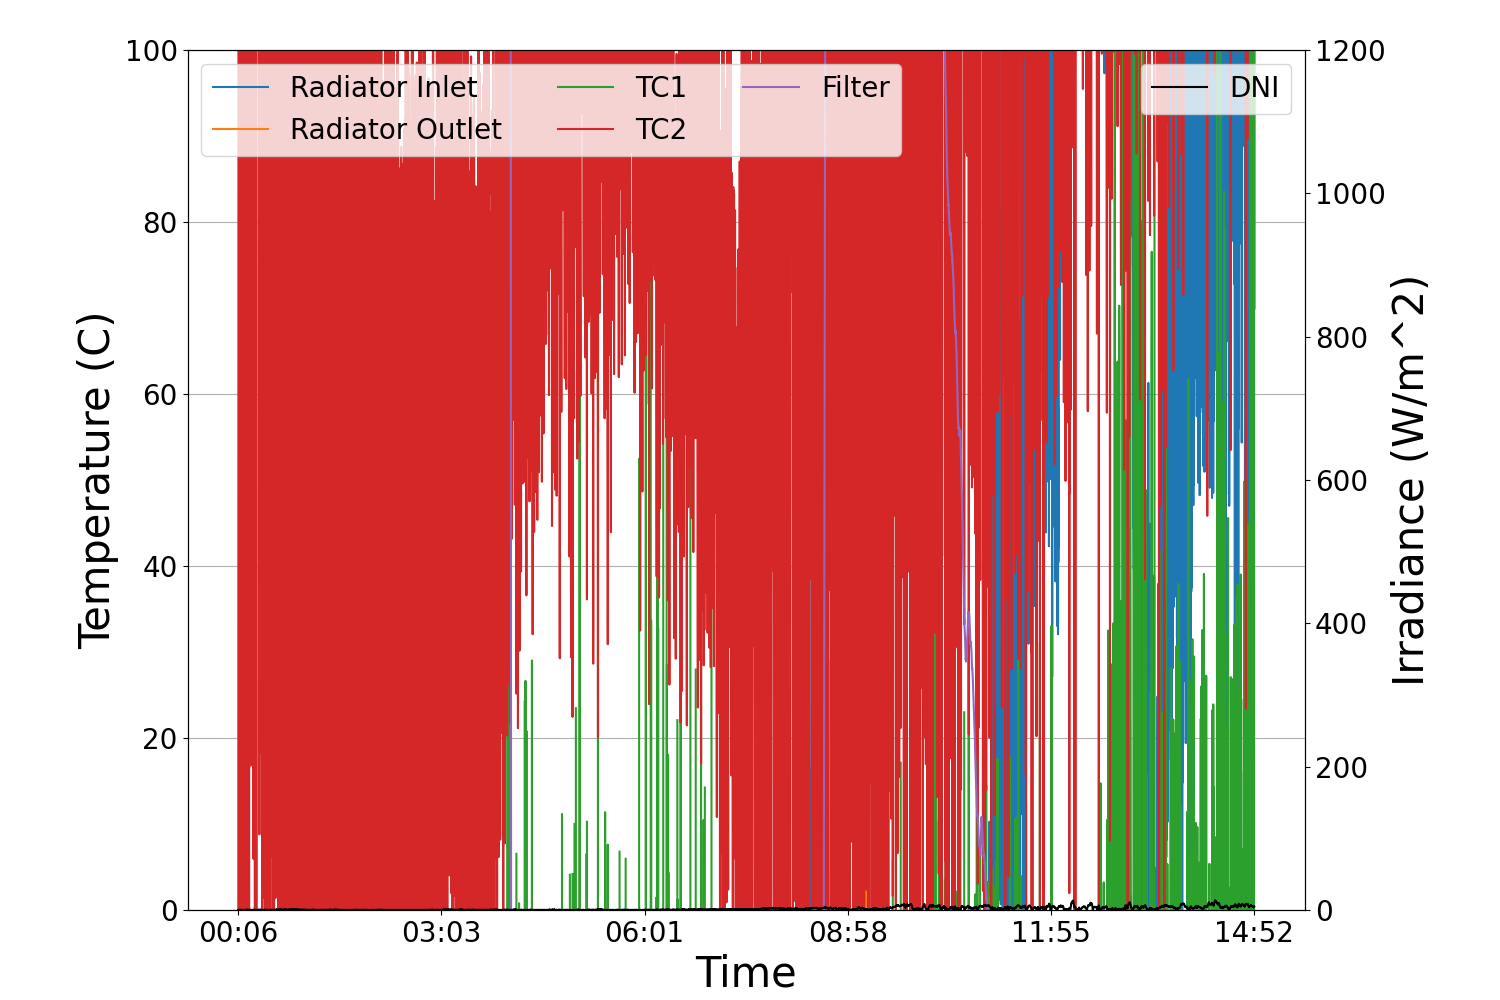 100
80
60
40
20
0
Temperature (C)
Radiator Inlet
Radiator Outlet
TC1
TC2
Filter
DNI
1200
1000
800
600
400
200
0
Irradiance (W/m^2)
00:06
03:03
06:01
08:58
11:55
14:52
Time